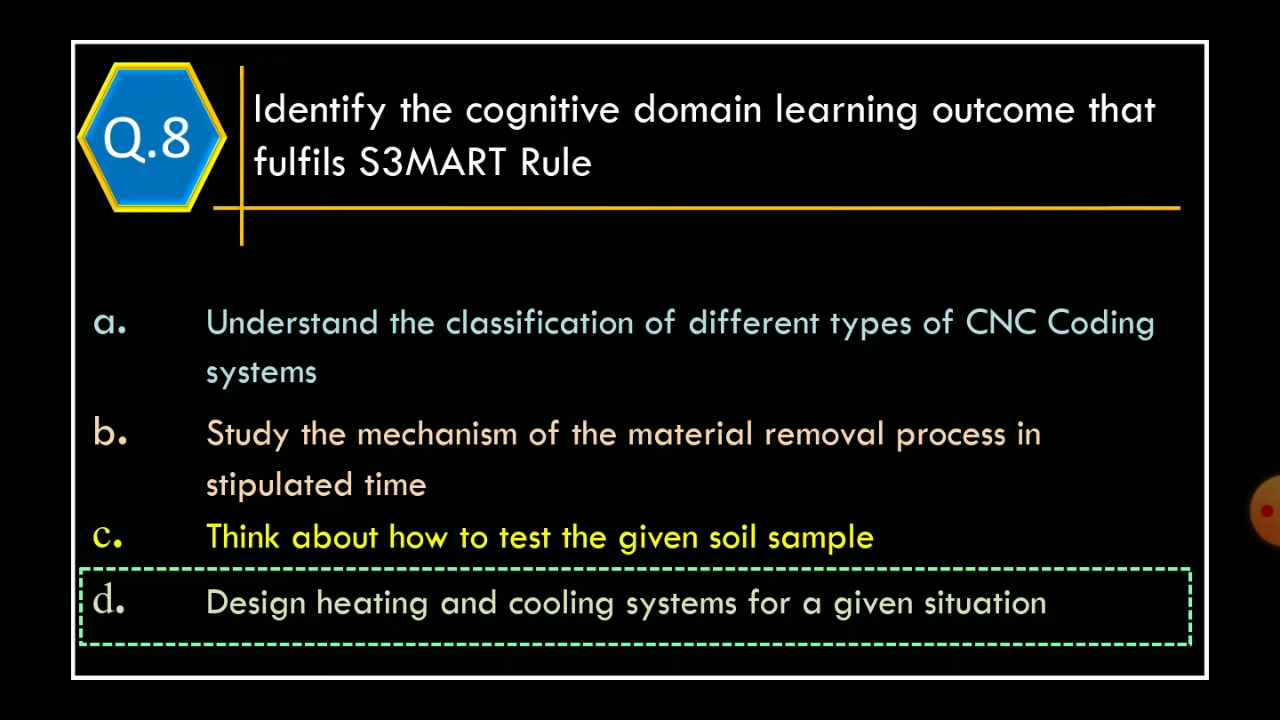 Q.8
Identify the cognitive domain learning outcome that
fulfils S3MART Rule
a. Understand the classification of different types of CNC Coding
systems
b. Study the mechanism of the material removal process in
stipulated time
c. Think about how to test the given soil sample
d. Design heating and cooling systems for a given situation